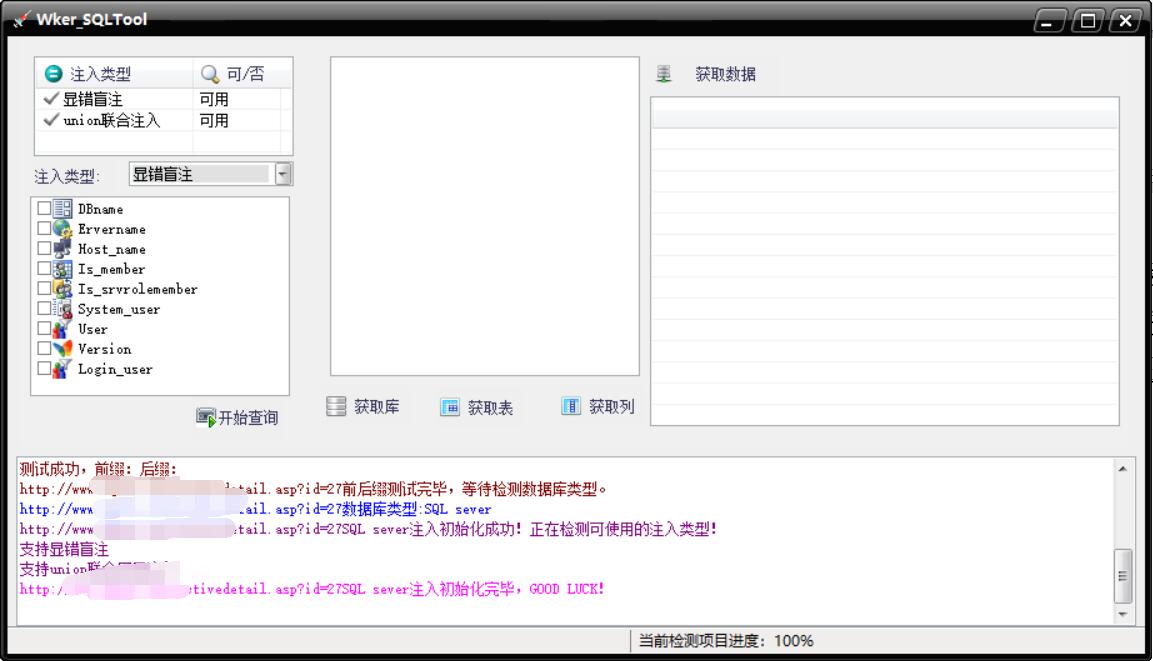 Wker_SQLTool
注入类型 可/否
显错盲注 可用
union联合注入 可用
注入类型: 显错盲注
DBname
Ervername
Host_name
Is_member
Is_srvrolemember
System_user
User
Version
Login_user
开始查询
获取库 获取表 获取列
获取数据
测试成功，前缀: 后缀:
http://www tail.asp?id=27前后缀测试完毕，等待检测数据库类型。
http://www etail.asp?id=27数据库类型:SQL sever
http://www etail.asp?id=27SQL sever注入初始化成功！正在检测可使用的注入类型！
支持显错盲注
支持union联合
http:/ ctivedetail.asp?id=27SQL sever注入初始化完毕，GOOD LUCK!
当前检测项目进度: 100%